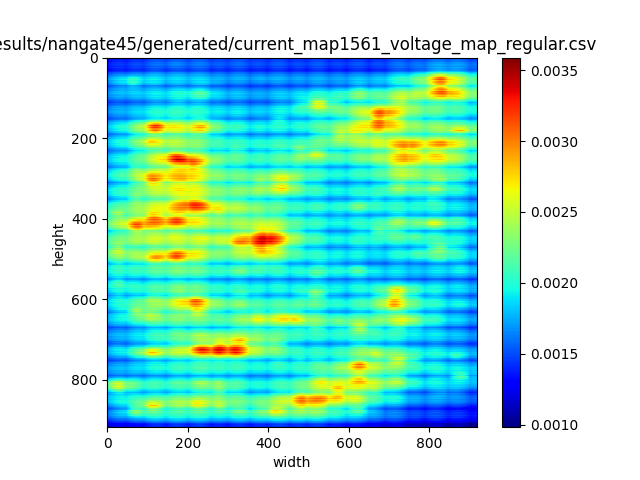 esults/nangate45/generated/current_map1561_voltage_map_regular.csv
0
200
400
600
800
height
0 200 400 600 800
width
0.0035
0.0030
0.0025
0.0020
0.0015
0.0010